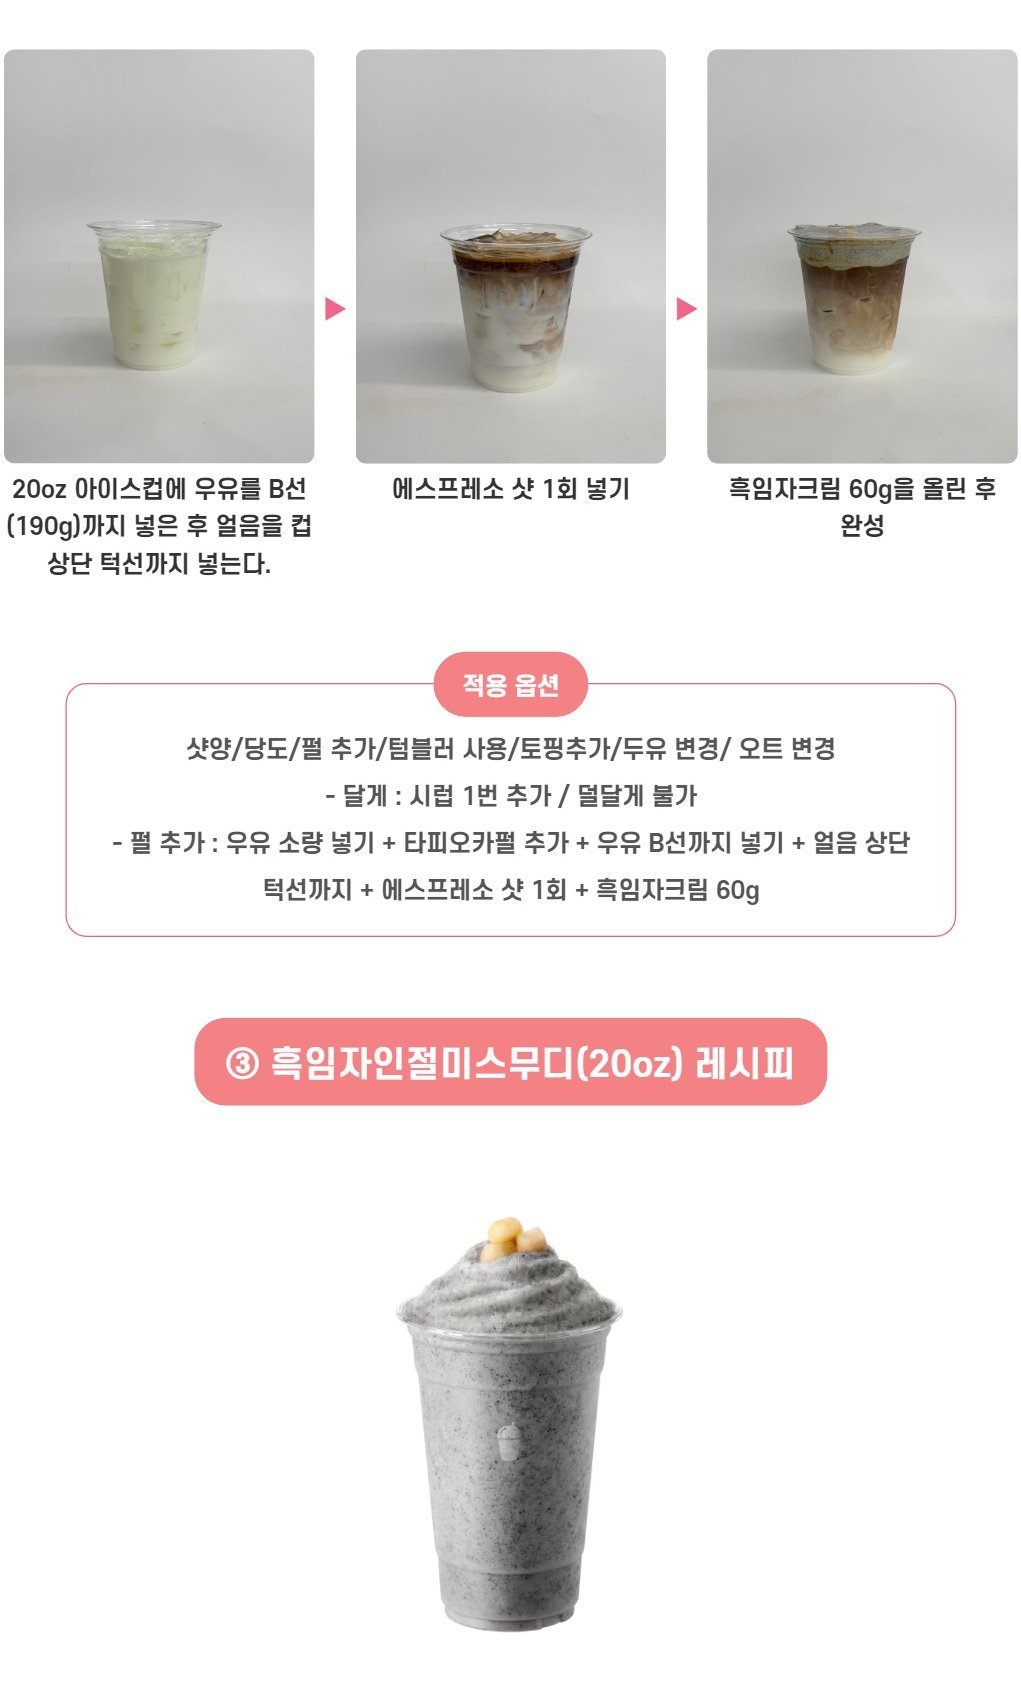 20oz 아이스컵에 우유를 B선
(190g)까지 넣은 후 얼음을 컵
상단 턱선까지 넣는다.
에스프레소 샷 1회 넣기
흑임자크림 60g을 올린 후
완성
적용 옵션
샷양/당도/펄 추가/텀블러 사용/토핑추가/두유 변경/ 오트 변경
- 달게 : 시럽 1번 추가 / 덜달게 불가
- 펄 추가 : 우유 소량 넣기 + 타피오카펄 추가 + 우유 B선까지 넣기 + 얼음 상단
턱선까지 + 에스프레소 샷 1회 + 흑임자크림 60g
③ 흑임자인절미스무디(20oz) 레시피